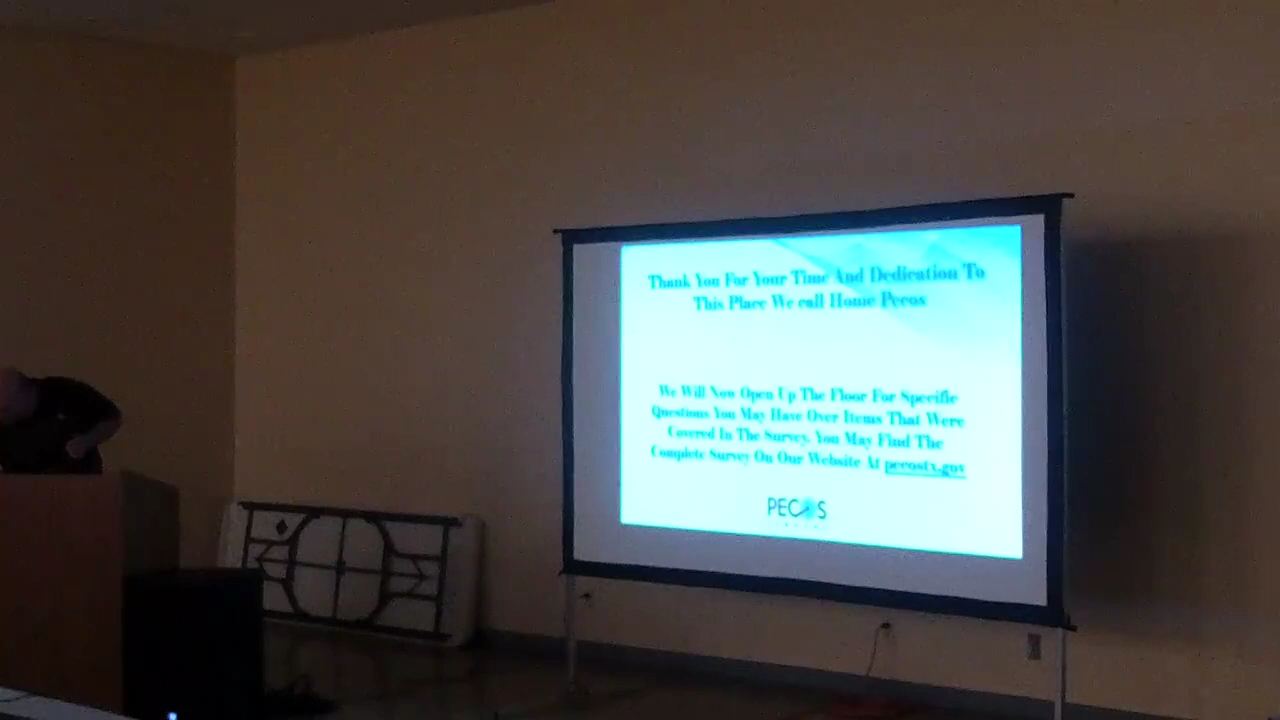 Thank You For Your Time And Dedication To
This Place We call Home Pecos
We Will Now Open Up The Floor For Specific
Questions You May Have Over Items That Were
Covered In The Survey. You May Find The
Complete Survey On Our Website At pecostx.gov
PECOS